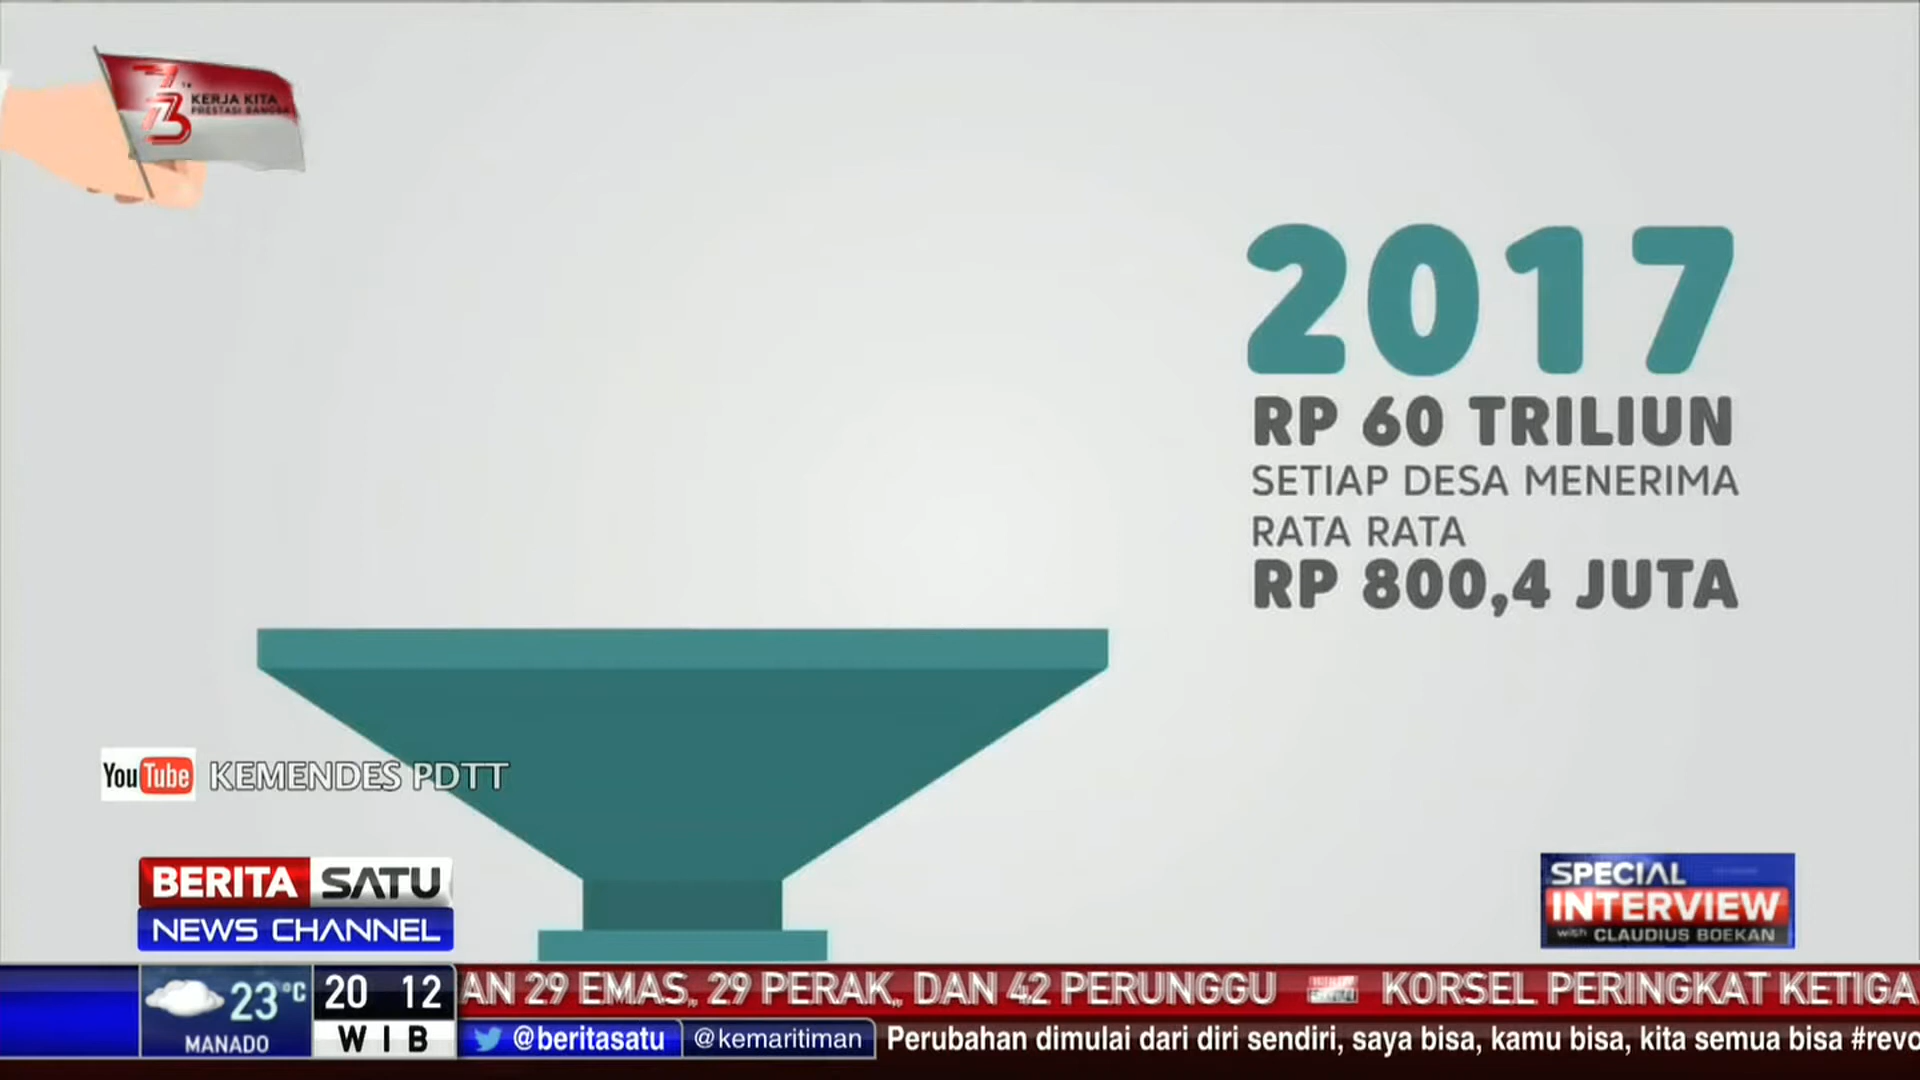 73
KERJA KITA
PRESTASI BANGSA
2017
RP 60 TRILIUN
SETIAP DESA MENERIMA
RATA RATA
RP 800,4 JUTA
YouTube KEMENDES PDTT
BERITA SATU
NEWS CHANNEL
SPECIAL
INTERVIEW
with CLAUDIUS BOEKAN
23°C
MANADO
20 12
WIB
AN 29 EMAS, 29 PERAK, DAN 42 PERUNGGU KORSEL PERINGKAT KETIGA
@beritasatu @kemaritiman Perubahan dimulai dari diri sendiri, saya bisa, kamu bisa, kita semua bisa #revo